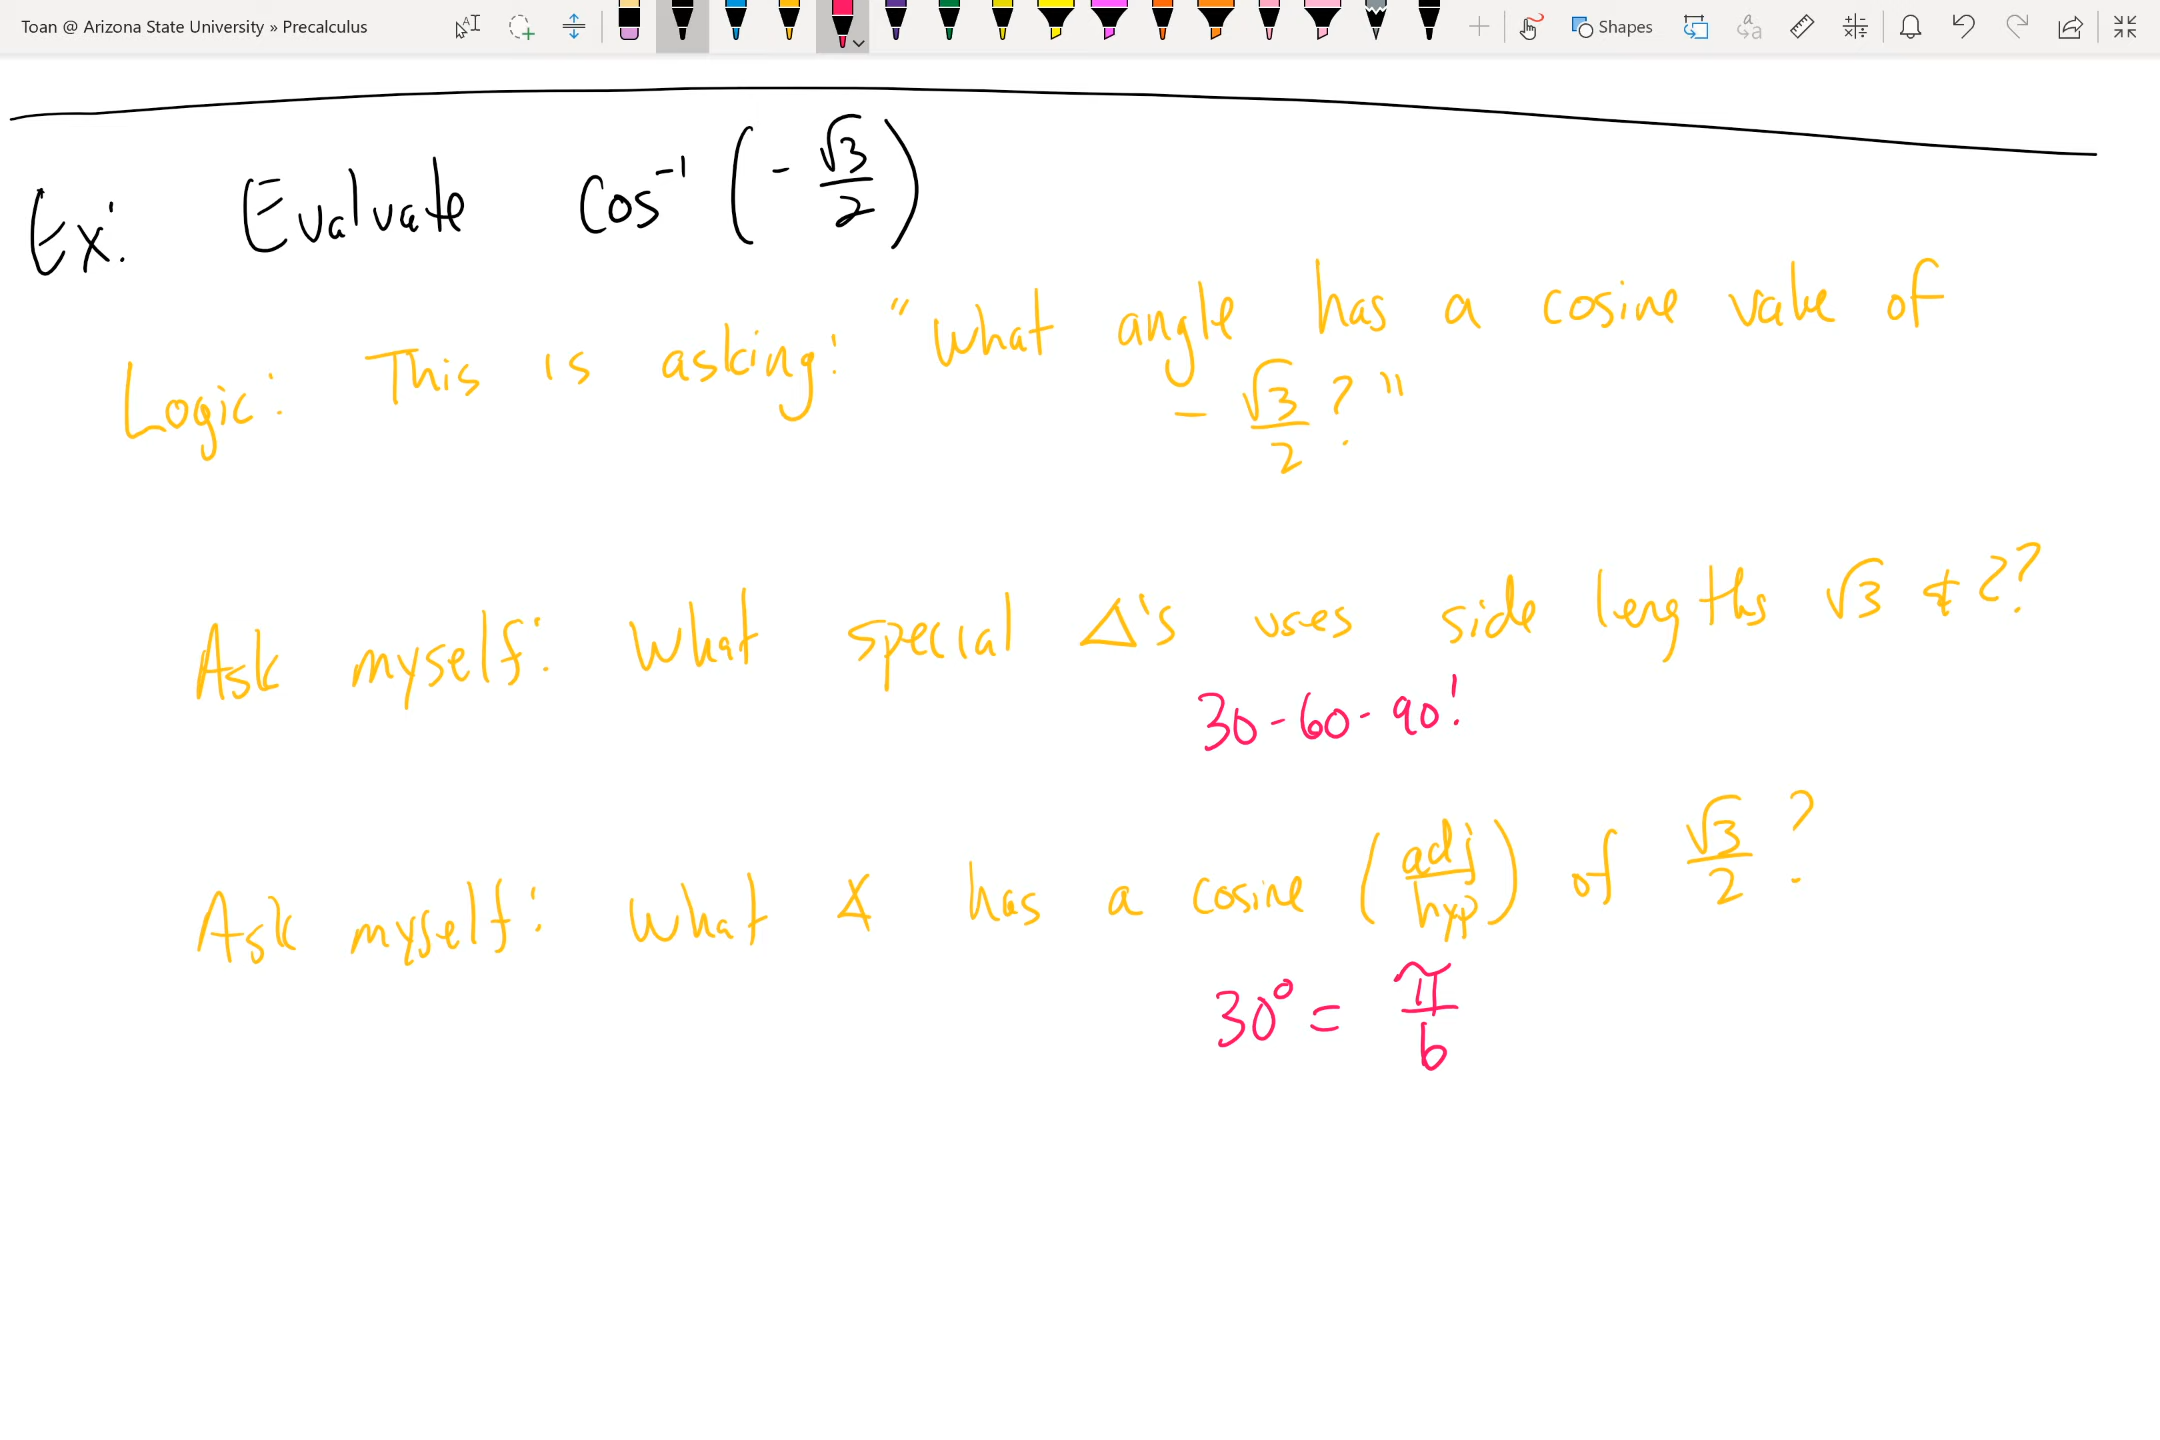 Toan @ Arizona State University » Precalculus
Shapes
Ex: Evaluate cos⁻¹ (-√3/2)
Logic: This is asking: "What angle has a cosine value of
- √3/2 ?"
Ask myself: What special △'s uses side lengths √3 & 2?
30-60-90!
Ask myself: What ∡ has a cosine (adj/hyp) of √3/2 ?
30° = π/6